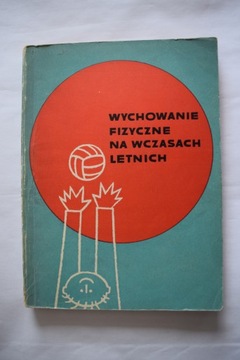 WYCHOWANIE
FIZYCZNE
NA WCZASACH
LETNICH